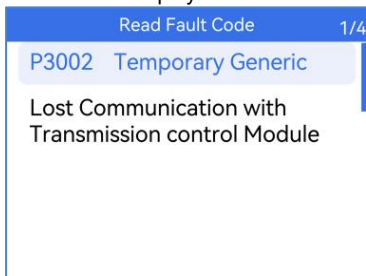 Read Fault Code 1/4
P3002 Temporary Generic
Lost Communication with
Transmission control Module